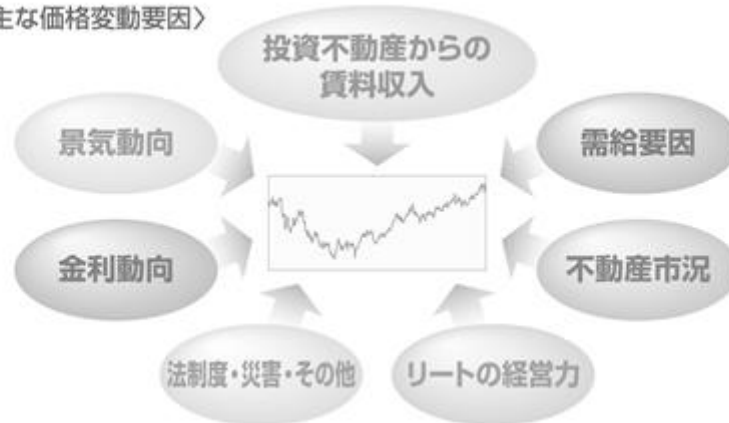 主な価格変動要因〉
投資不動産からの
賃料収入
景気動向
需給要因
金利動向
不動産市況
法制度・災害・その他
リートの経営力